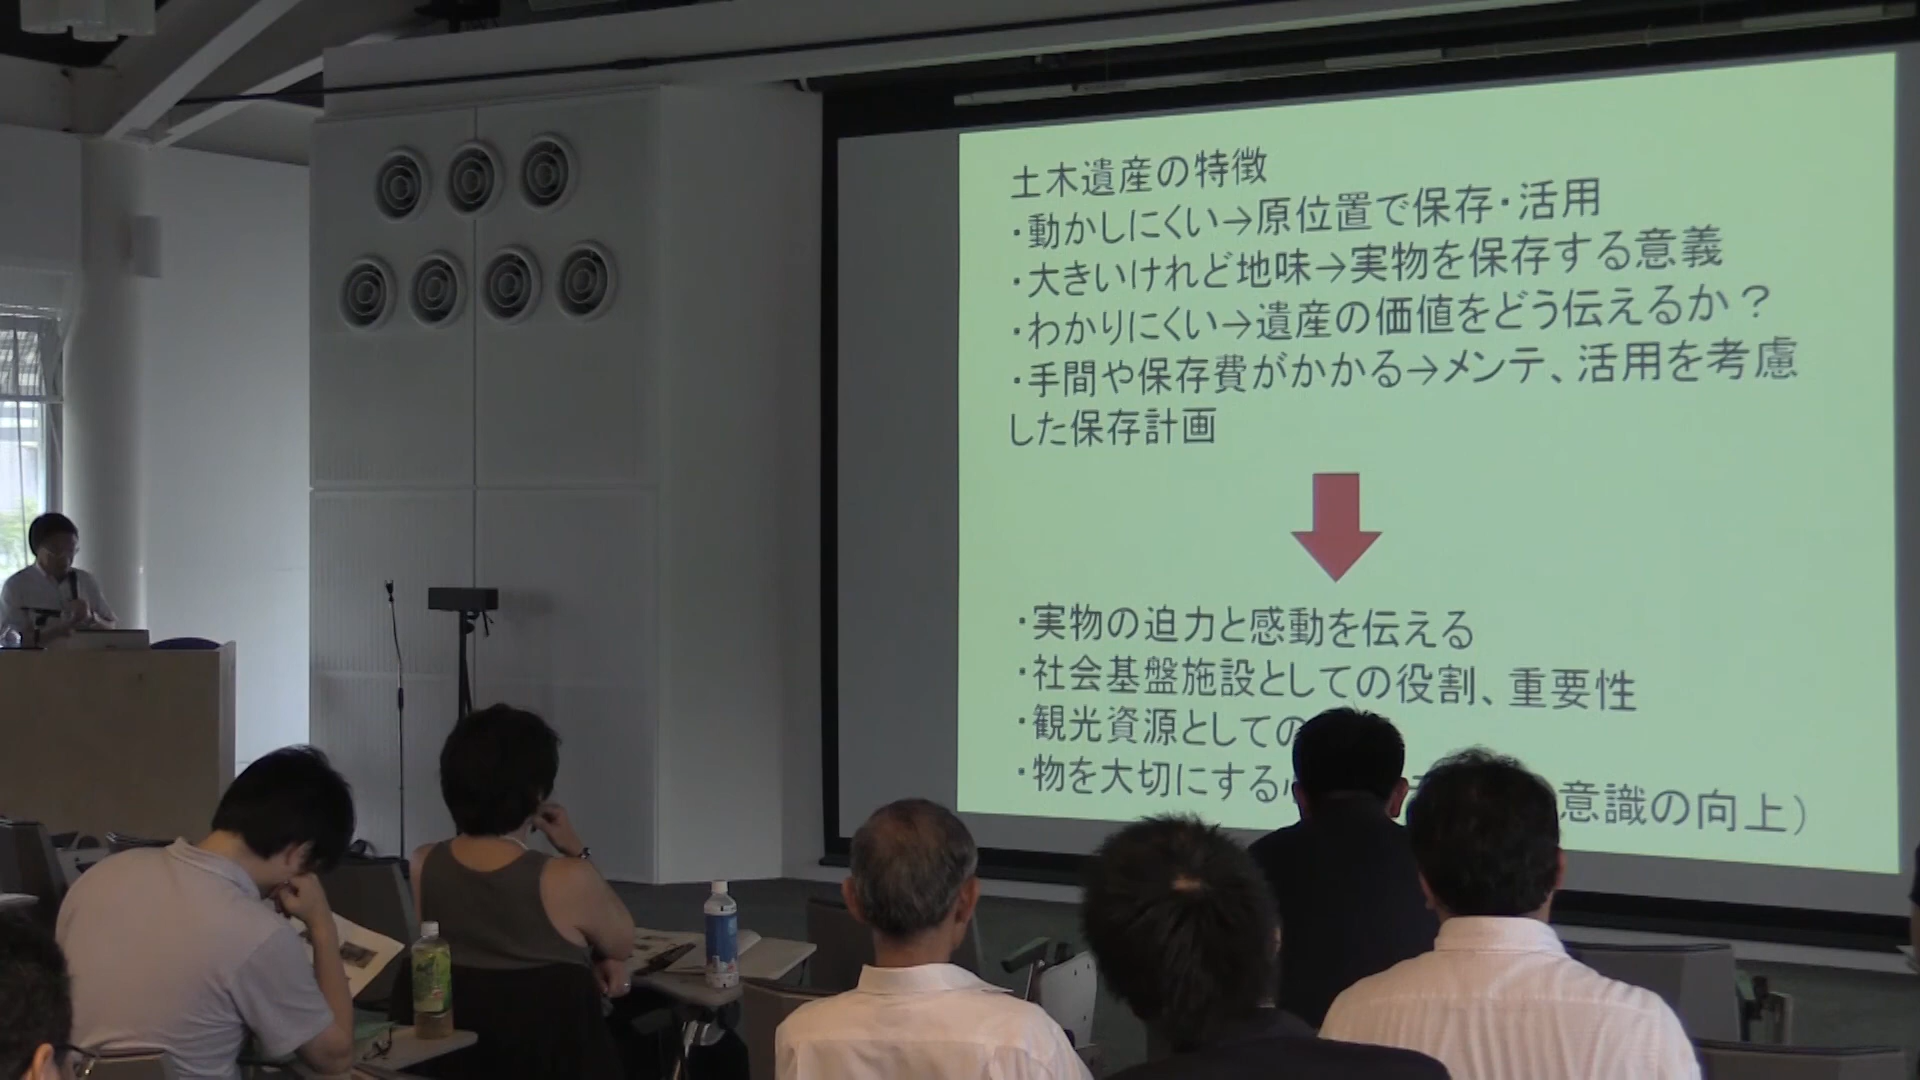 土木遺産の特徴
・動かしにくい→原位置で保存・活用
・大きいけれど地味→実物を保存する意義
・わかりにくい→遺産の価値をどう伝えるか？
・手間や保存費がかかる→メンテ、活用を考慮
した保存計画
・実物の迫力と感動を伝える
・社会基盤施設としての役割、重要性
・観光資源としての
・物を大切にする 意識の向上）